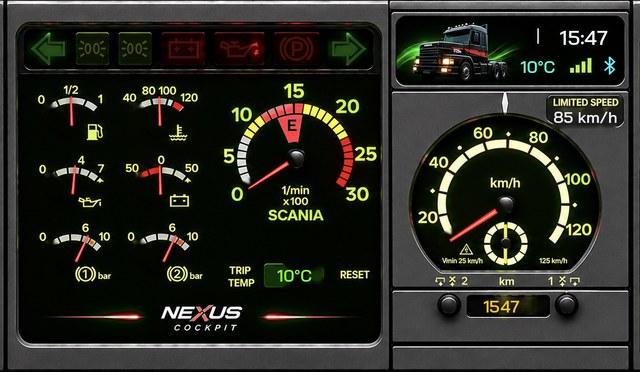 15:47
10°C
LIMITED SPEED
85 km/h
0 1/2 1
40 80 100 120
0 4 7
50 0 50
0 6 10
bar
1
0 6 10
bar
2
0 5 10 15 20 25 30
E
1/min
x100
SCANIA
TRIP
TEMP
10°C
RESET
NEXUS
COCKPIT
20 40 60 80 100 120
km/h
Vmin 25 km/h
125 km/h
2 km 1
1547